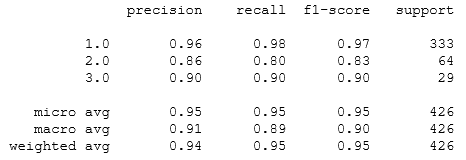 precision recall f1-score support
1.0 0.96 0.98 0.97 333
2.0 0.86 0.80 0.83 64
3.0 0.90 0.90 0.90 29
micro avg 0.95 0.95 0.95 426
macro avg 0.91 0.89 0.90 426
weighted avg 0.94 0.95 0.95 426